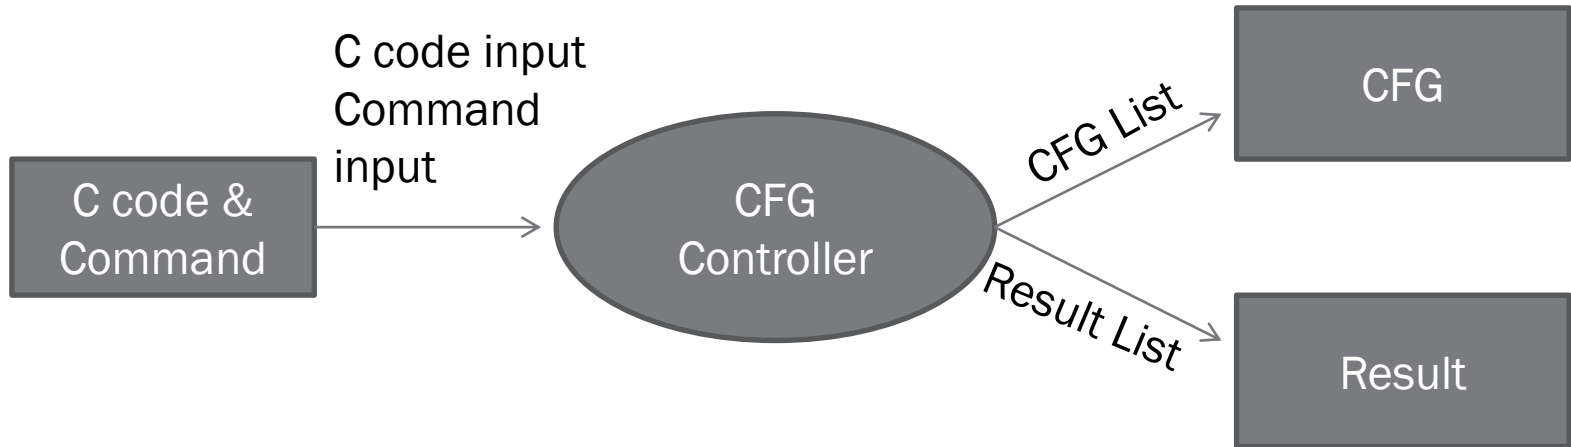 C code input
Command
input
C code &
Command
CFG
Controller
CFG List
Result List
CFG
Result